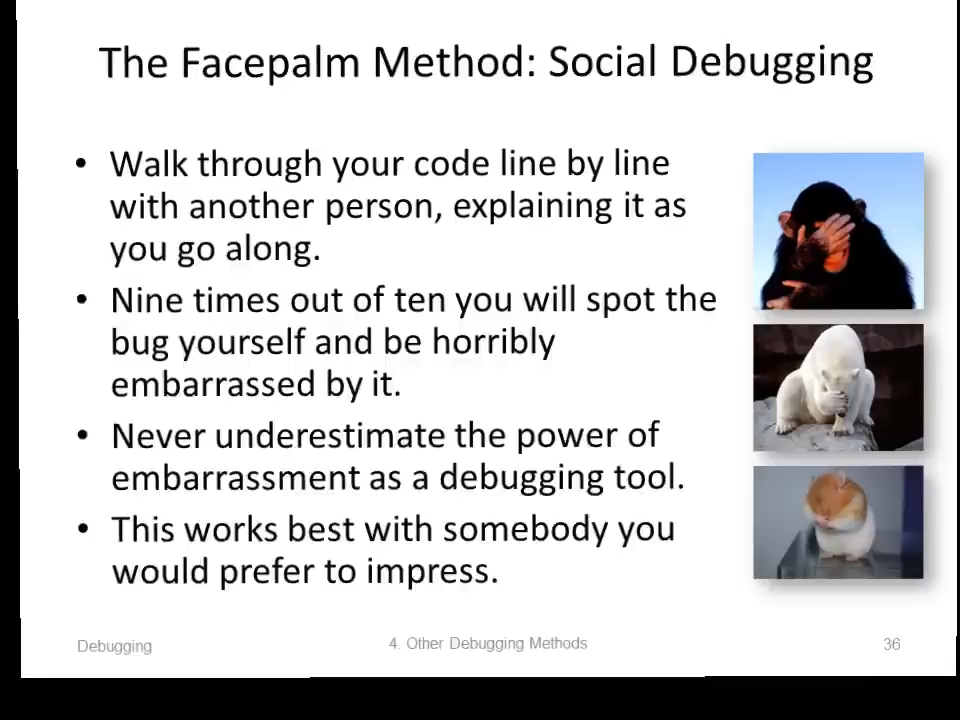 The Facepalm Method: Social Debugging
• Walk through your code line by line
with another person, explaining it as
you go along.
• Nine times out of ten you will spot the
bug yourself and be horribly
embarrassed by it.
• Never underestimate the power of
embarrassment as a debugging tool.
• This works best with somebody you
would prefer to impress.
Debugging
4. Other Debugging Methods
36